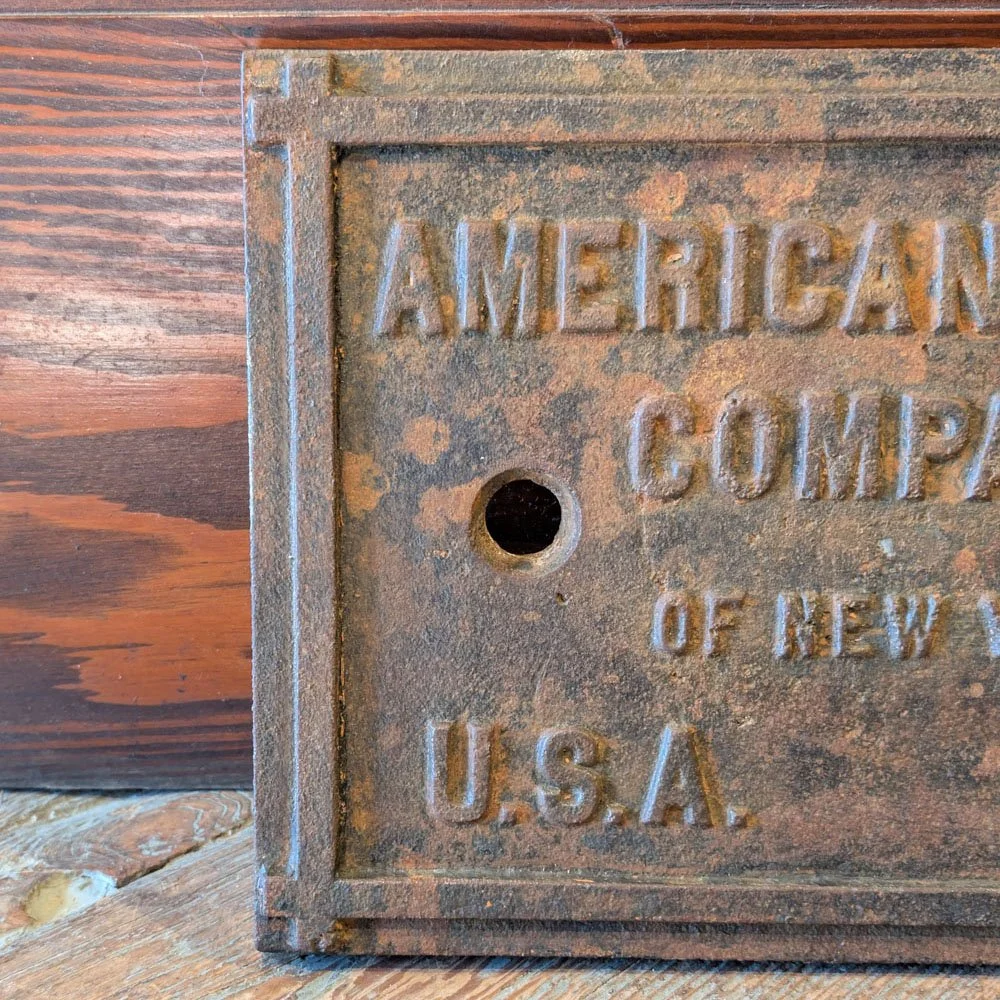 AMERICAN
COMPA
OF NEW Y
U.S.A.